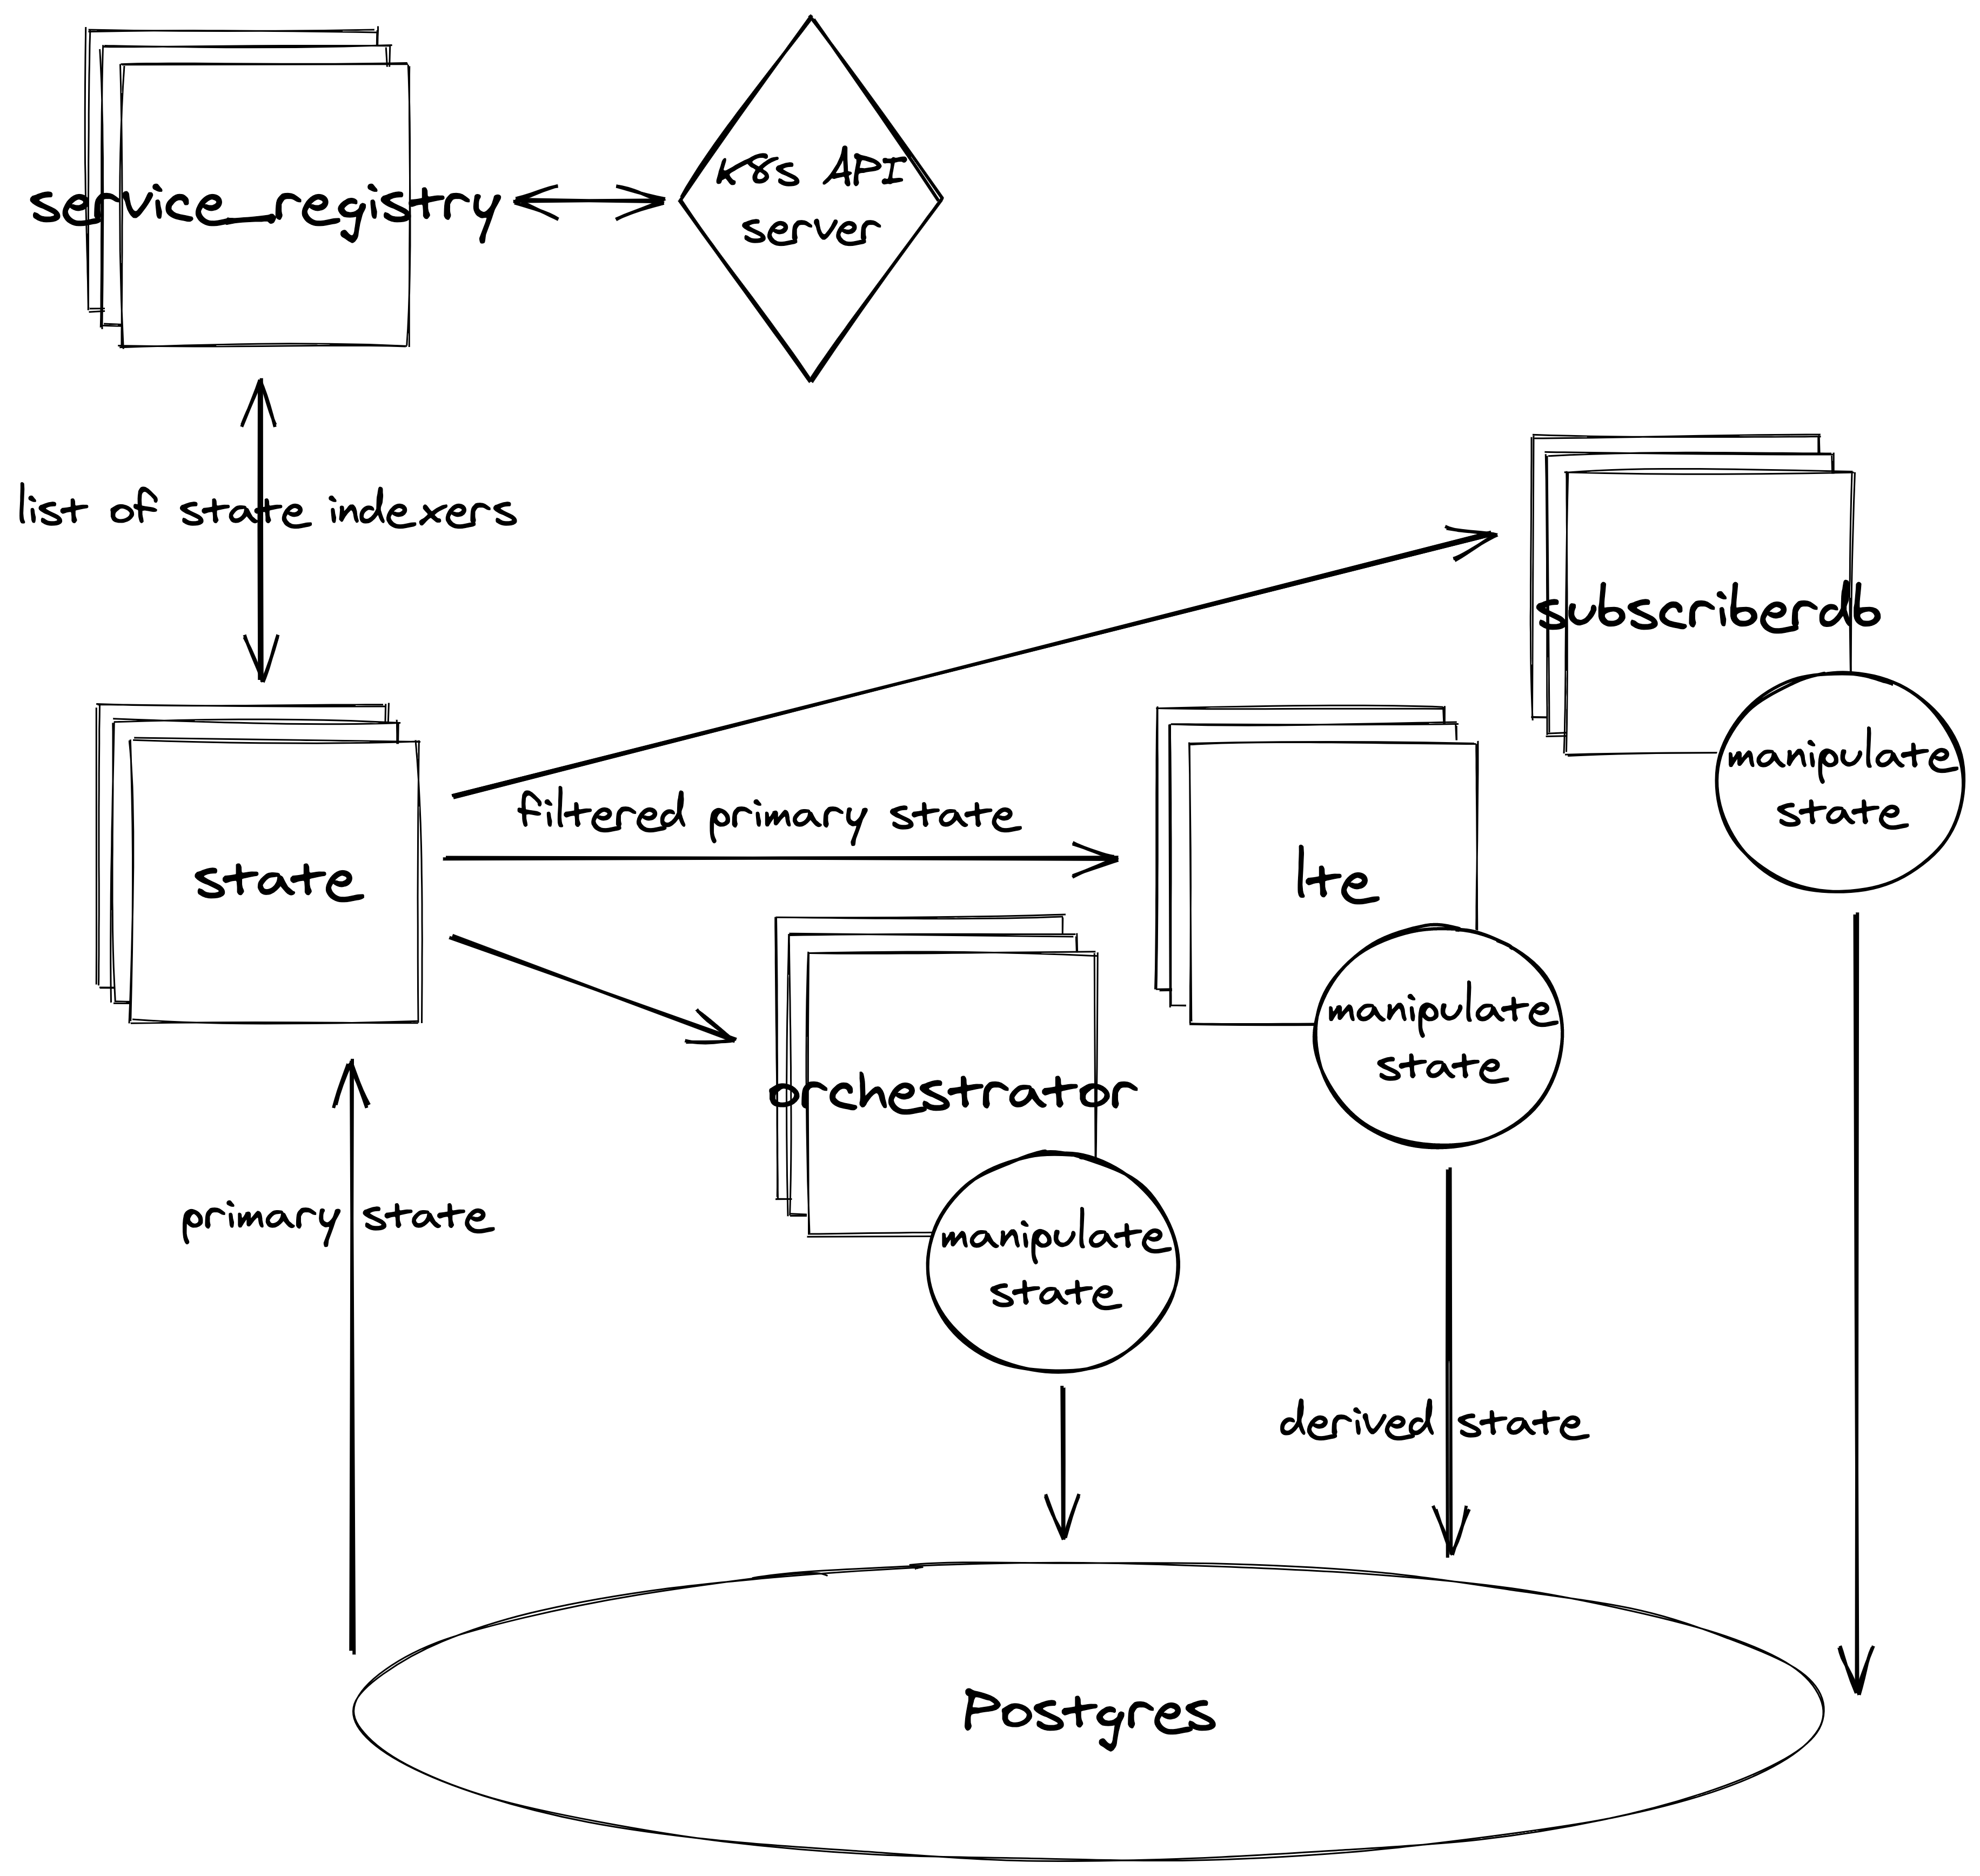 service_registry
K8s API
server
list of state indexers
subscriberdb
manipulate
state
filtered primary state
state
lte
manipulate
state
orchestrator
primary state
manipulate
state
derived state
Postgres